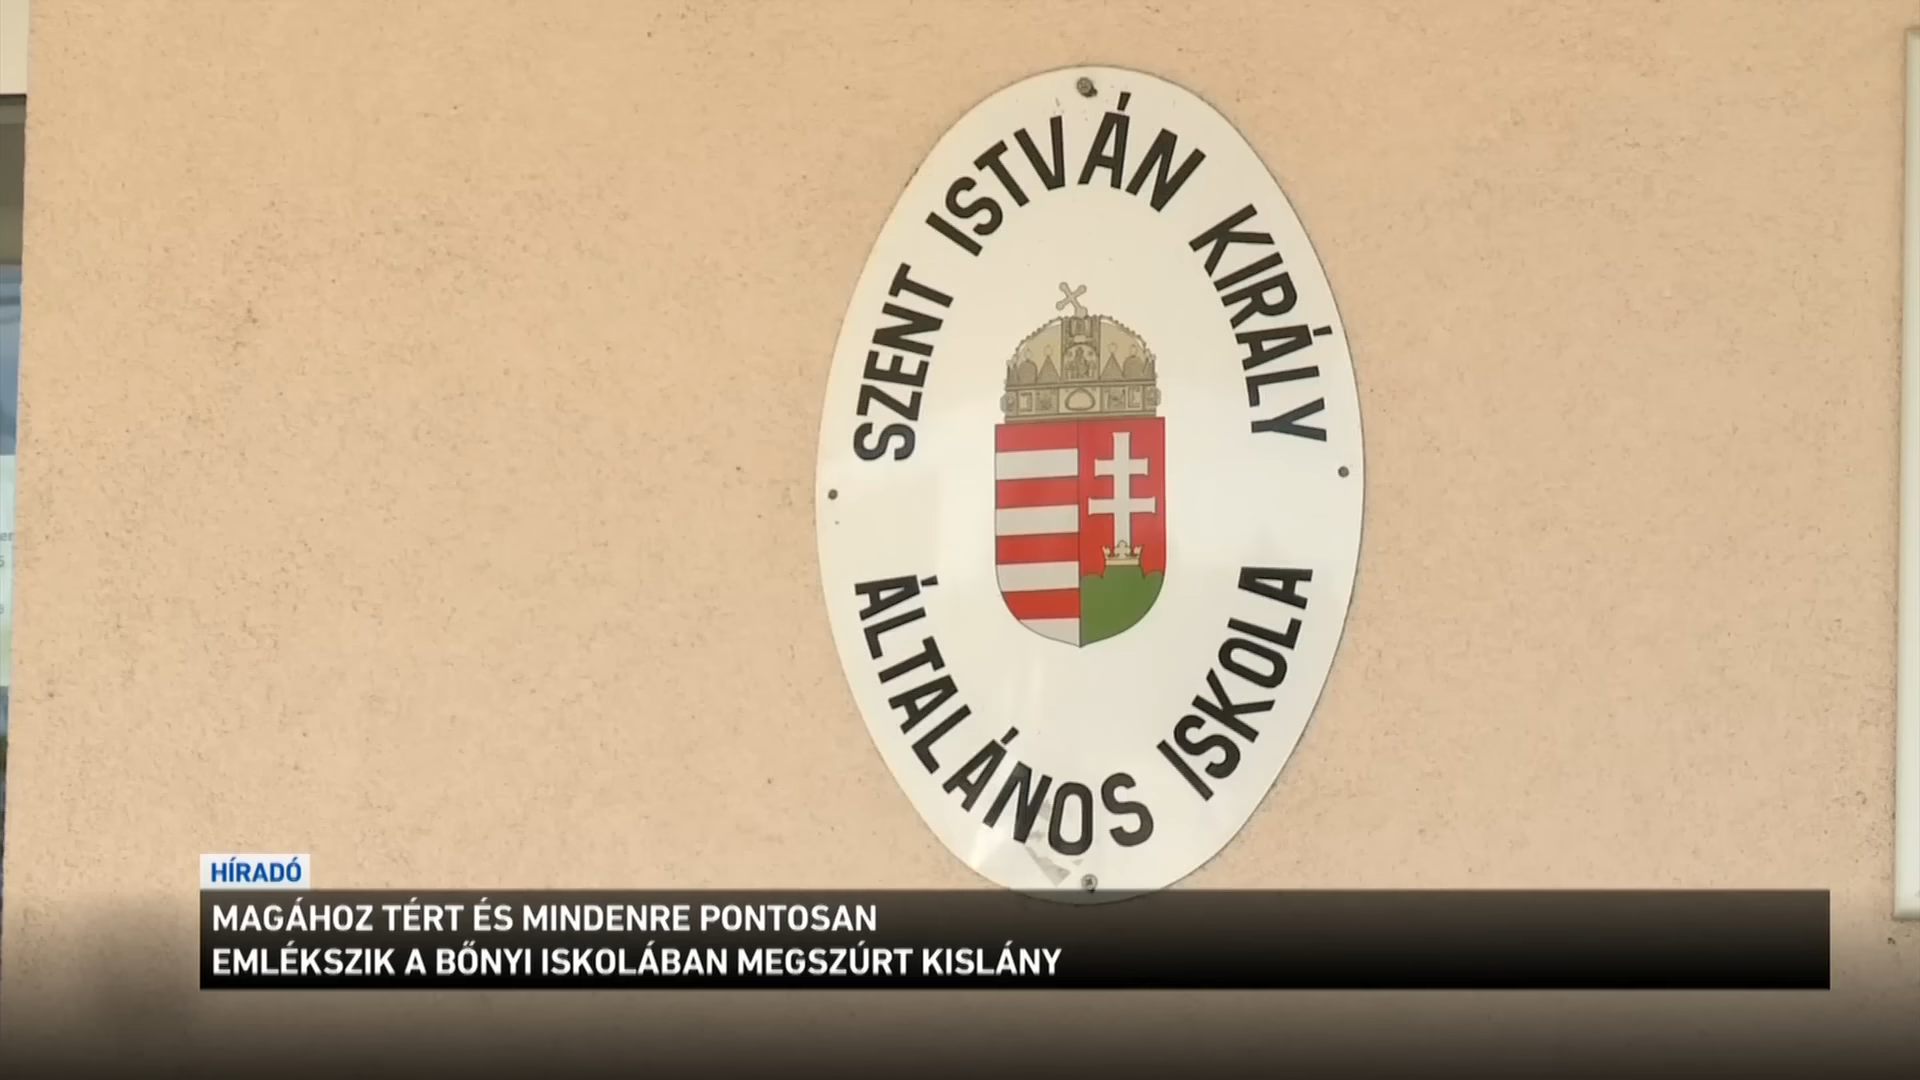 SZENT ISTVÁN KIRÁLY
ÁLTALÁNOS ISKOLA
HÍRADÓ
MAGÁHOZ TÉRT ÉS MINDENRE PONTOSAN
EMLÉKSZIK A BŐNYI ISKOLÁBAN MEGSZÚRT KISLÁNY